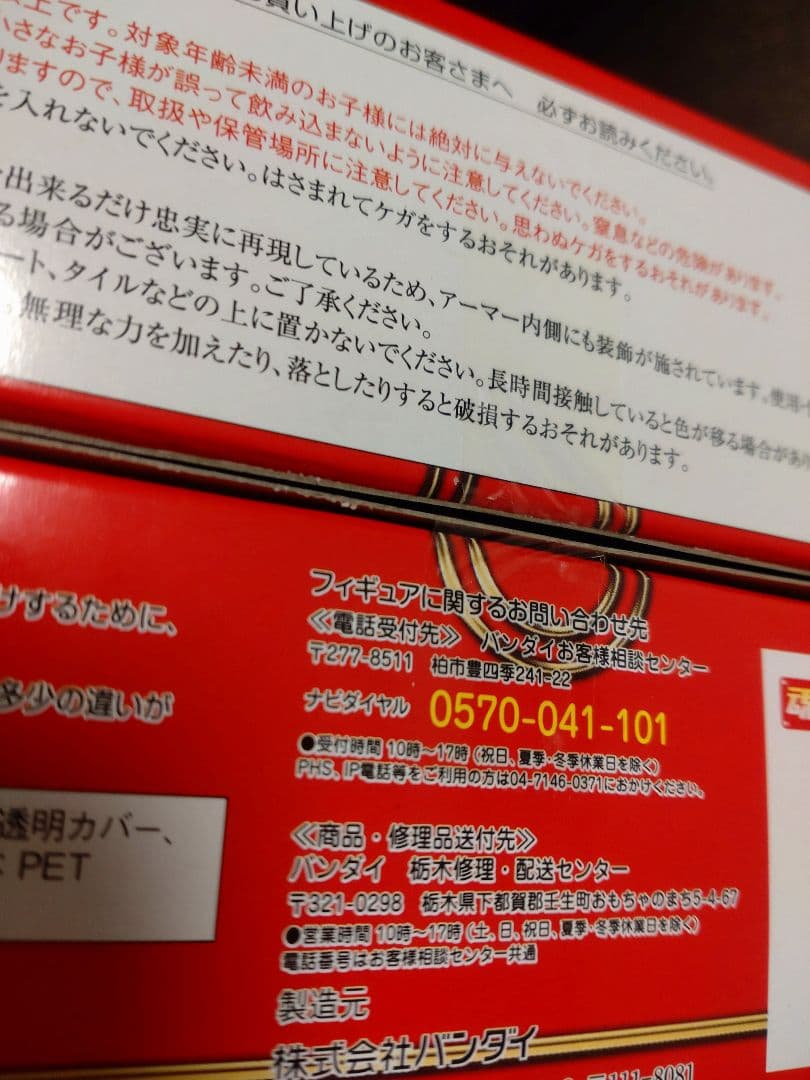 買い上げのお客さまへ 必ずお読みください。
以上です。対象年齢未満のお子様には絶対に与えないでください。
小さなお子様が誤って飲み込まないように注意してください。窒息などの危険があります。
りますので、取扱や保管場所に注意してください。思わぬケガをするおそれがあります。
を入れないでください。はさまれてケガをするおそれがあります。
出来るだけ忠実に再現しているため、アーマー内側にも装飾が施されています。使用
る場合がございます。ご了承ください。
ート、タイルなどの上に置かないでください。長時間接触していると色が移る場合があり
無理な力を加えたり、落としたりすると破損するおそれがあります。
けするために、
多少の違いが
透明カバー、
PET
フィギュアに関するお問い合わせ先
≪電話受付先≫ バンダイお客様相談センター
〒277-8511 柏市豊四季241-22
ナビダイヤル 0570-041-101
●受付時間 10時〜17時(祝日、夏季・冬季休業日を除く)
PHS、IP電話等をご利用の方は04-7146-0371におかけください。
≪商品・修理品送付先≫
バンダイ 栃木修理・配送センター
〒321-0298 栃木県下都賀郡壬生町おもちゃのまち5-4-67
●営業時間 10時〜17時(土、日、祝日、夏季・冬季休業日を除く)
電話番号はお客様相談センター共通
製造元
株式会社バンダイ
〒111-8081